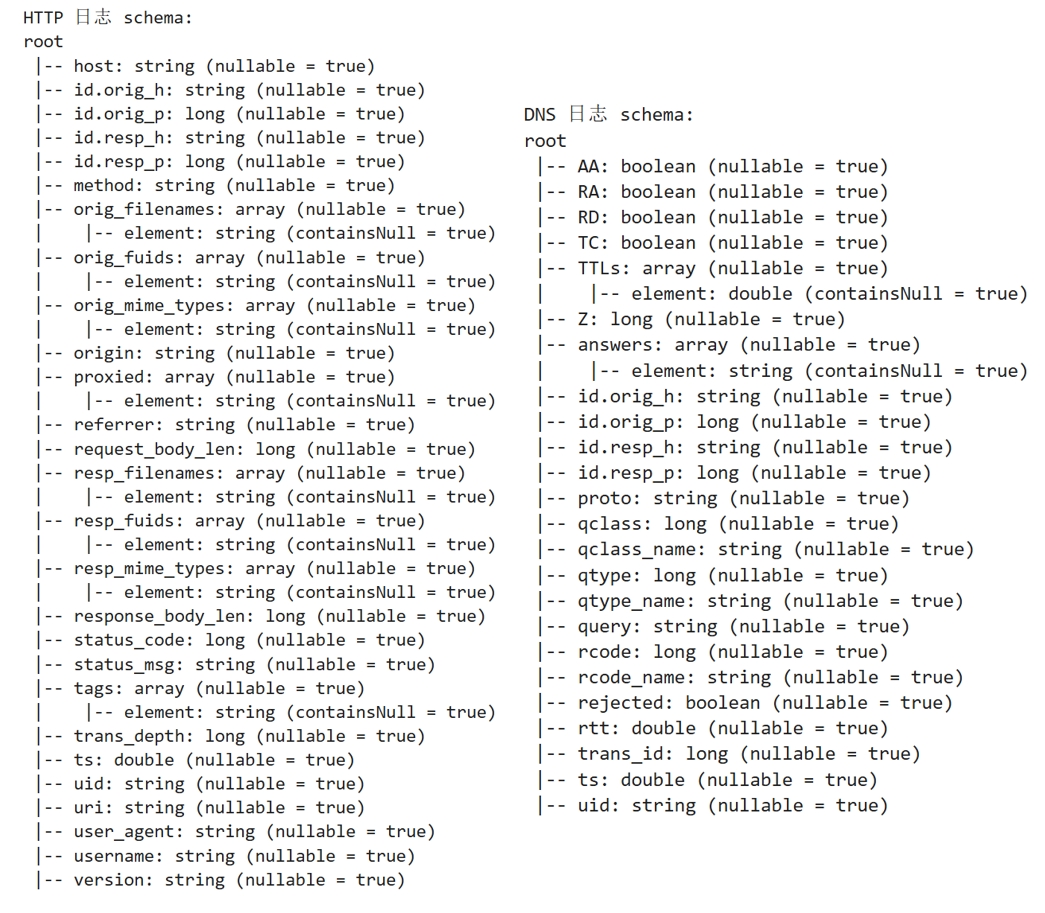 HTTP 日志 schema:
root
 |-- host: string (nullable = true)
 |-- id.orig_h: string (nullable = true)
 |-- id.orig_p: long (nullable = true)
 |-- id.resp_h: string (nullable = true)
 |-- id.resp_p: long (nullable = true)
 |-- method: string (nullable = true)
 |-- orig_filenames: array (nullable = true)
 |    |-- element: string (containsNull = true)
 |-- orig_fuids: array (nullable = true)
 |    |-- element: string (containsNull = true)
 |-- orig_mime_types: array (nullable = true)
 |    |-- element: string (containsNull = true)
 |-- origin: string (nullable = true)
 |-- proxied: array (nullable = true)
 |    |-- element: string (containsNull = true)
 |-- referrer: string (nullable = true)
 |-- request_body_len: long (nullable = true)
 |-- resp_filenames: array (nullable = true)
 |    |-- element: string (containsNull = true)
 |-- resp_fuids: array (nullable = true)
 |    |-- element: string (containsNull = true)
 |-- resp_mime_types: array (nullable = true)
 |    |-- element: string (containsNull = true)
 |-- response_body_len: long (nullable = true)
 |-- status_code: long (nullable = true)
 |-- status_msg: string (nullable = true)
 |-- tags: array (nullable = true)
 |    |-- element: string (containsNull = true)
 |-- trans_depth: long (nullable = true)
 |-- ts: double (nullable = true)
 |-- uid: string (nullable = true)
 |-- uri: string (nullable = true)
 |-- user_agent: string (nullable = true)
 |-- username: string (nullable = true)
 |-- version: string (nullable = true)
DNS 日志 schema:
root
 |-- AA: boolean (nullable = true)
 |-- RA: boolean (nullable = true)
 |-- RD: boolean (nullable = true)
 |-- TC: boolean (nullable = true)
 |-- TTLs: array (nullable = true)
 |    |-- element: double (containsNull = true)
 |-- Z: long (nullable = true)
 |-- answers: array (nullable = true)
 |    |-- element: string (containsNull = true)
 |-- id.orig_h: string (nullable = true)
 |-- id.orig_p: long (nullable = true)
 |-- id.resp_h: string (nullable = true)
 |-- id.resp_p: long (nullable = true)
 |-- proto: string (nullable = true)
 |-- qclass: long (nullable = true)
 |-- qclass_name: string (nullable = true)
 |-- qtype: long (nullable = true)
 |-- qtype_name: string (nullable = true)
 |-- query: string (nullable = true)
 |-- rcode: long (nullable = true)
 |-- rcode_name: string (nullable = true)
 |-- rejected: boolean (nullable = true)
 |-- rtt: double (nullable = true)
 |-- trans_id: long (nullable = true)
 |-- ts: double (nullable = true)
 |-- uid: string (nullable = true)